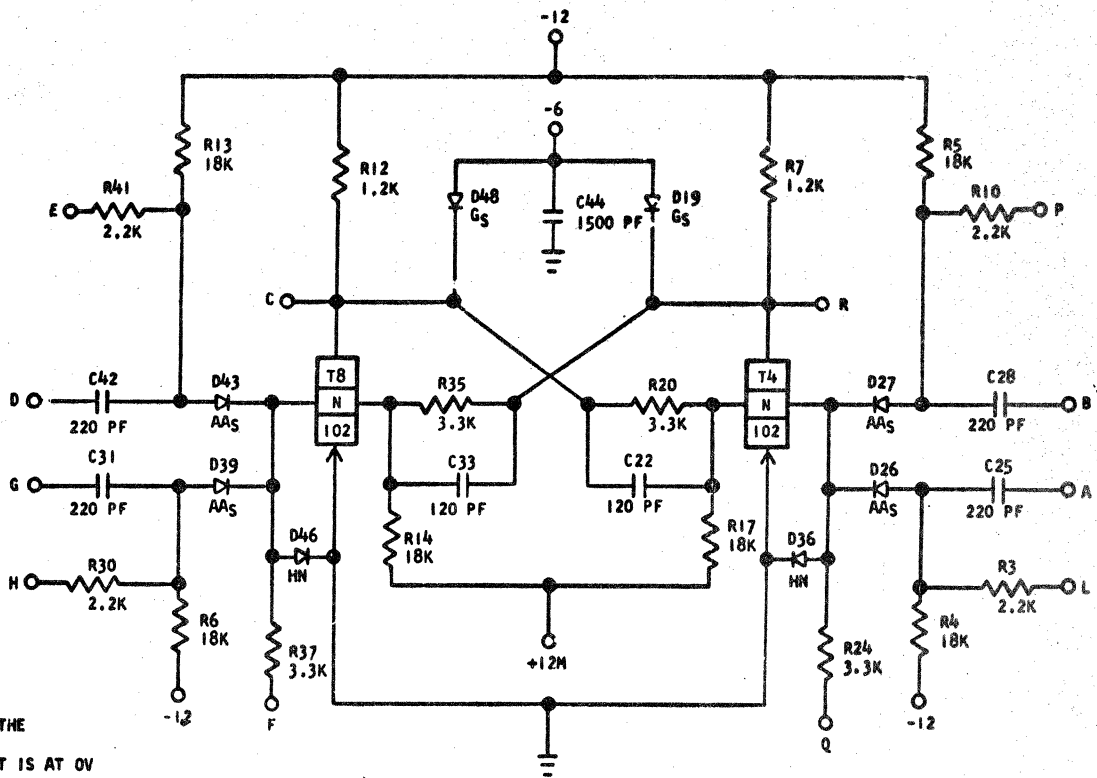 -12
-6
R13
18K
R12
1.2K
D48
GS
C44
1500 PF
D19
GS
R7
1.2K
R5
18K
R41
E
2.2K
R10
P
2.2K
C
R
C42
D
220 PF
D43
AAS
T8
N
102
R35
3.3K
R20
3.3K
T4
N
102
D27
AAS
C28
B
220 PF
C31
G
220 PF
D39
AAS
C33
120 PF
C22
120 PF
D26
AAS
C25
A
220 PF
D46
HN
R14
18K
R17
18K
D36
HN
R30
H
2.2K
R3
L
2.2K
R6
18K
R37
3.3K
+12M
R24
3.3K
R4
18K
-12
F
Q
-12
THE
T IS AT 0V